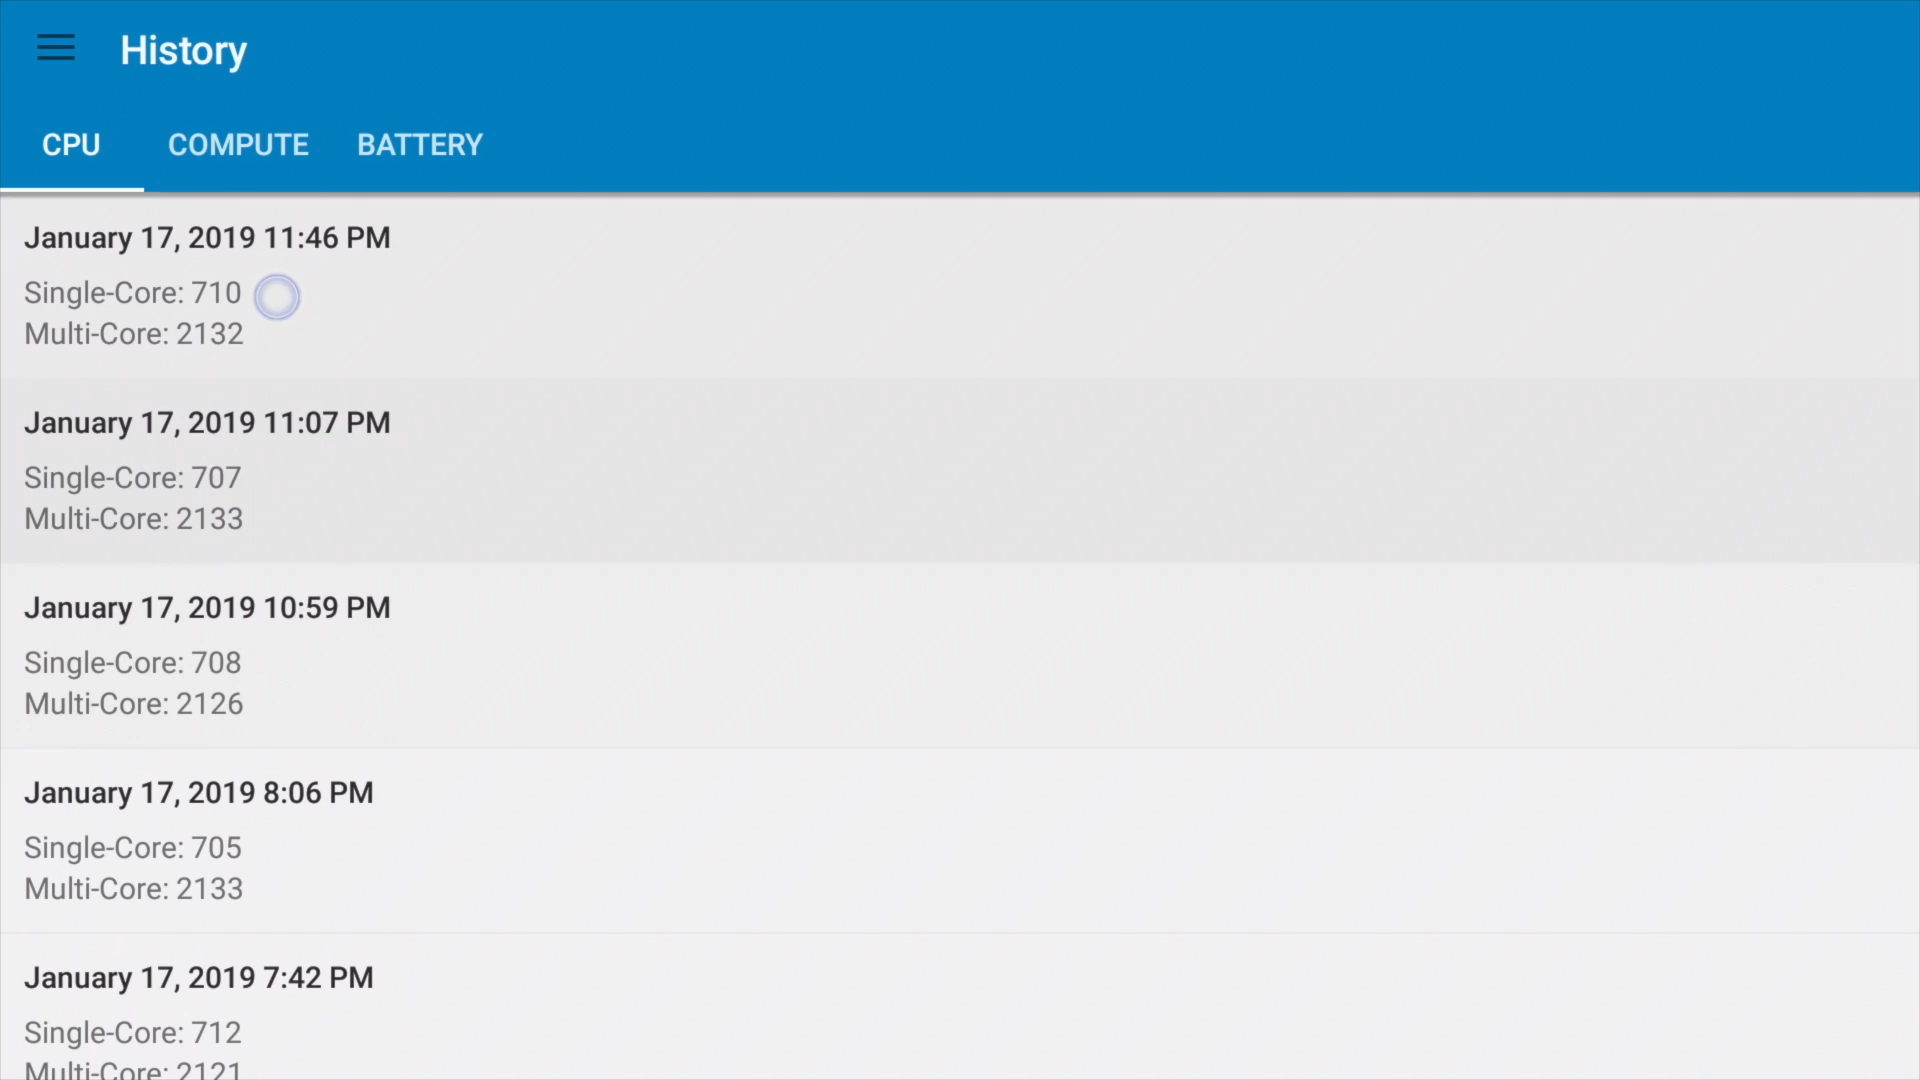 History
CPU COMPUTE BATTERY
January 17, 2019 11:46 PM
Single-Core: 710
Multi-Core: 2132
January 17, 2019 11:07 PM
Single-Core: 707
Multi-Core: 2133
January 17, 2019 10:59 PM
Single-Core: 708
Multi-Core: 2126
January 17, 2019 8:06 PM
Single-Core: 705
Multi-Core: 2133
January 17, 2019 7:42 PM
Single-Core: 712
Multi-Core: 2121